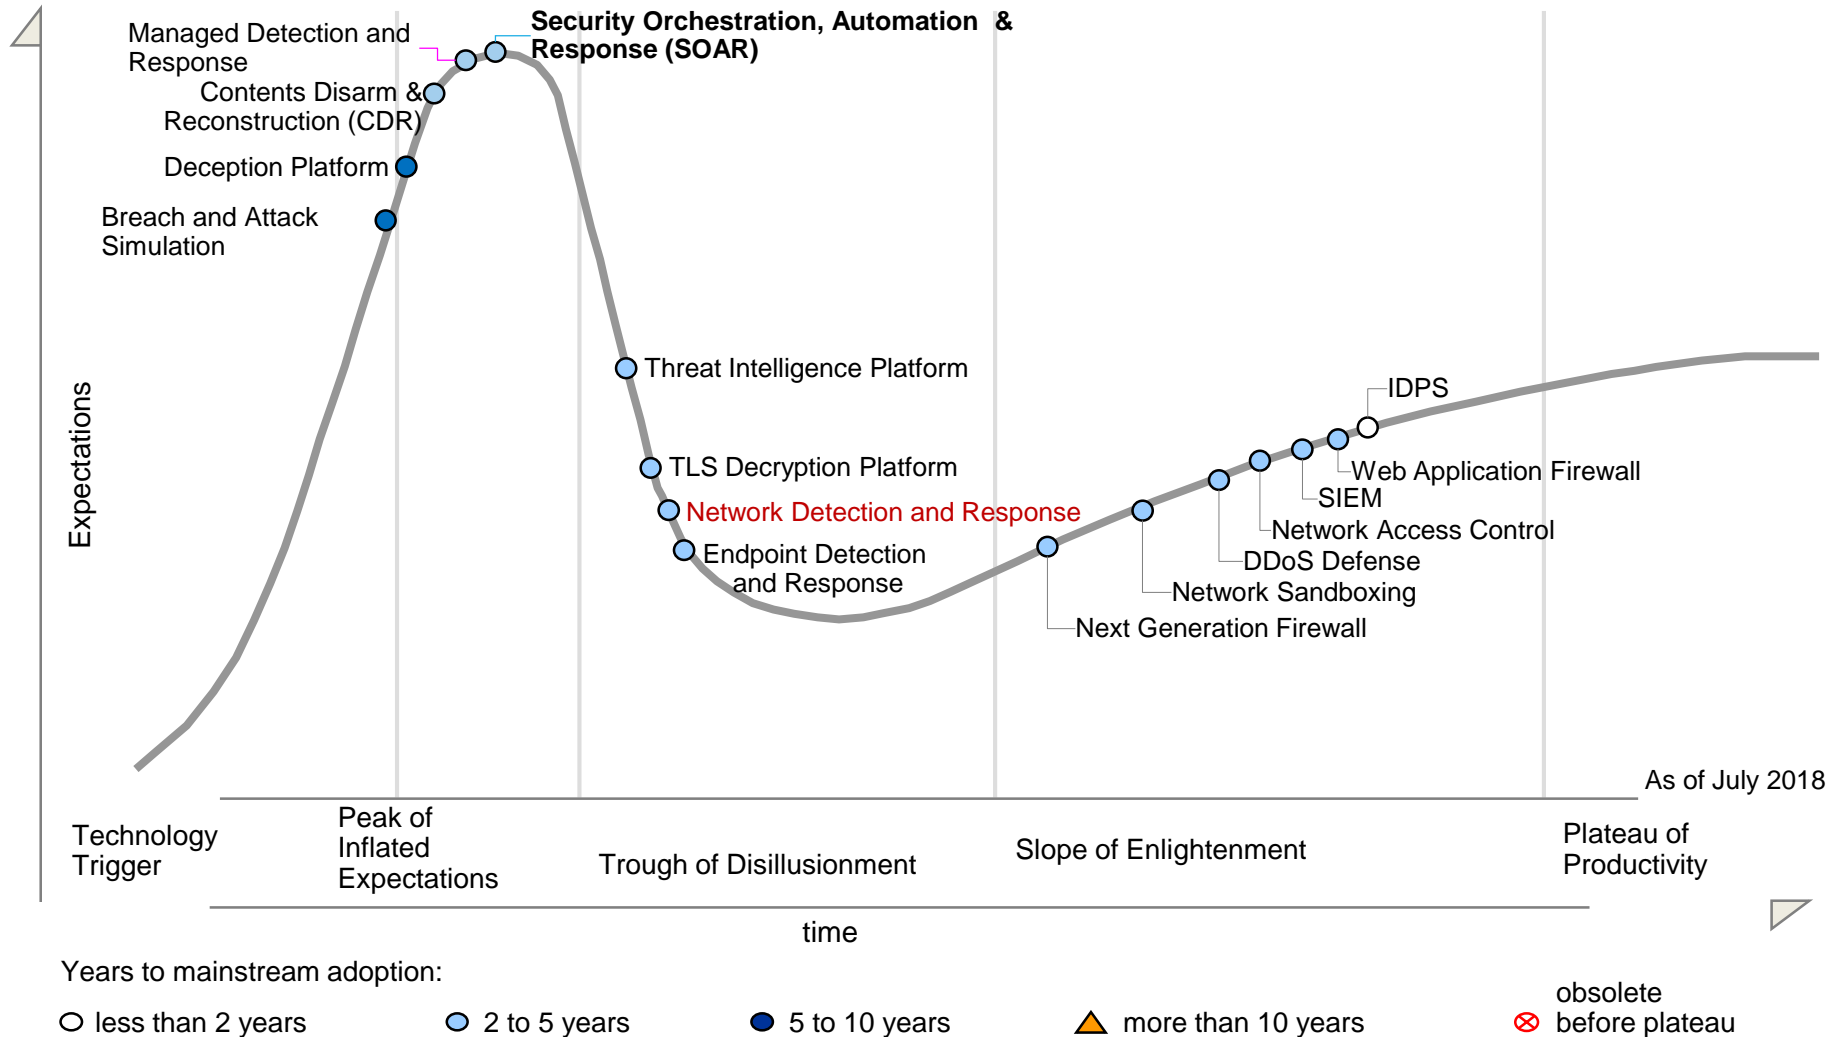 Security Orchestration, Automation &
Response (SOAR)
Managed Detection and
Response
Contents Disarm &
Reconstruction (CDR)
Deception Platform
Breach and Attack
Simulation
Threat Intelligence Platform
TLS Decryption Platform
Network Detection and Response
Endpoint Detection
and Response
IDPS
Web Application Firewall
SIEM
Network Access Control
DDoS Defense
Network Sandboxing
Next Generation Firewall
Expectations
As of July 2018
Technology
Trigger
Peak of
Inflated
Expectations
Trough of Disillusionment
Slope of Enlightenment
Plateau of
Productivity
time
Years to mainstream adoption:
less than 2 years
2 to 5 years
5 to 10 years
more than 10 years
obsolete
before plateau